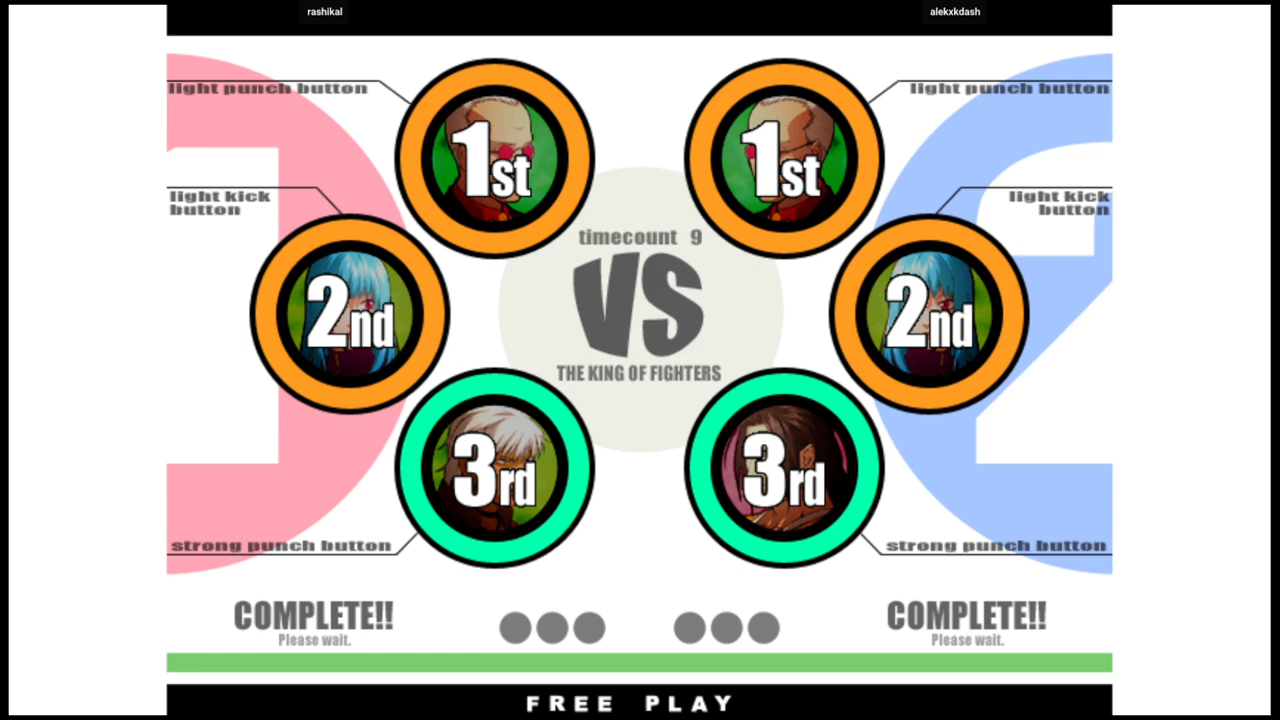 rashikal
alekxkdash
light punch button
light punch button
1st
1st
light kick
button
light kick
button
timecount 9
VS
THE KING OF FIGHTERS
2nd
2nd
3rd
3rd
strong punch button
strong punch button
COMPLETE!!
Please wait.
COMPLETE!!
Please wait.
FREE PLAY